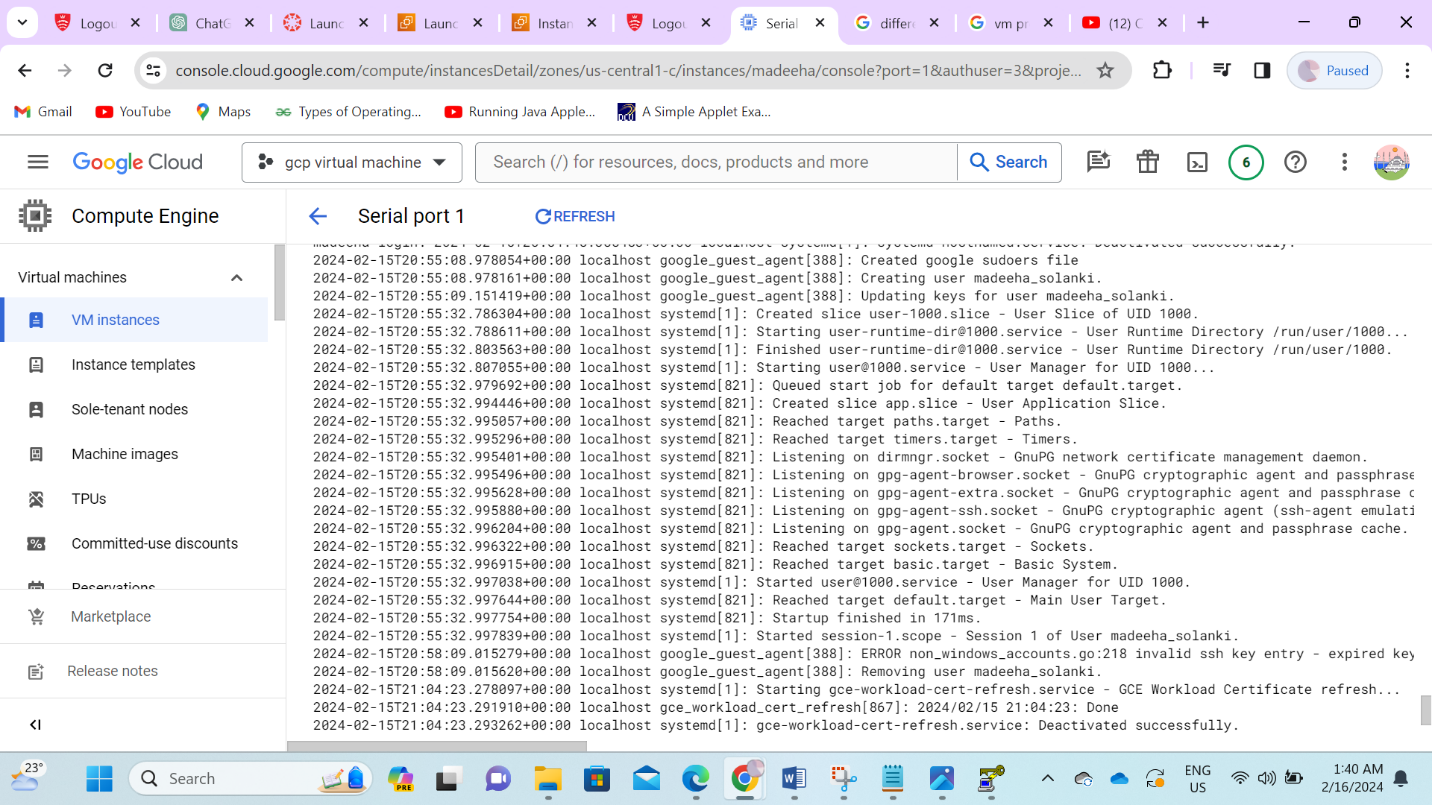 Logou
ChatG
Launc
Launc
Instan
Logou
Serial
differe
vm pr
(12) C
console.cloud.google.com/compute/instancesDetail/zones/us-central1-c/instances/madeeha/console?port=1&authuser=3&proje...
Paused
Gmail
YouTube
Maps
Types of Operating...
Running Java Apple...
A Simple Applet Exa...
Google Cloud
gcp virtual machine
Search (/) for resources, docs, products and more
Search
6
Compute Engine
Serial port 1
REFRESH
Virtual machines
VM instances
Instance templates
Sole-tenant nodes
Machine images
TPUs
Committed-use discounts
Reservations
Marketplace
Release notes
2024-02-15T20:55:08.978054+00:00 localhost google_guest_agent[388]: Created google sudoers file
2024-02-15T20:55:08.978161+00:00 localhost google_guest_agent[388]: Creating user madeeha_solanki.
2024-02-15T20:55:09.151419+00:00 localhost google_guest_agent[388]: Updating keys for user madeeha_solanki.
2024-02-15T20:55:32.786304+00:00 localhost systemd[1]: Created slice user-1000.slice - User Slice of UID 1000.
2024-02-15T20:55:32.788611+00:00 localhost systemd[1]: Starting user-runtime-dir@1000.service - User Runtime Directory /run/user/1000...
2024-02-15T20:55:32.803563+00:00 localhost systemd[1]: Finished user-runtime-dir@1000.service - User Runtime Directory /run/user/1000.
2024-02-15T20:55:32.807055+00:00 localhost systemd[1]: Starting user@1000.service - User Manager for UID 1000...
2024-02-15T20:55:32.979692+00:00 localhost systemd[821]: Queued start job for default target default.target.
2024-02-15T20:55:32.994446+00:00 localhost systemd[821]: Created slice app.slice - User Application Slice.
2024-02-15T20:55:32.995057+00:00 localhost systemd[821]: Reached target paths.target - Paths.
2024-02-15T20:55:32.995296+00:00 localhost systemd[821]: Reached target timers.target - Timers.
2024-02-15T20:55:32.995401+00:00 localhost systemd[821]: Listening on dirmngr.socket - GnuPG network certificate management daemon.
2024-02-15T20:55:32.995496+00:00 localhost systemd[821]: Listening on gpg-agent-browser.socket - GnuPG cryptographic agent and passphrase
2024-02-15T20:55:32.995628+00:00 localhost systemd[821]: Listening on gpg-agent-extra.socket - GnuPG cryptographic agent and passphrase c
2024-02-15T20:55:32.995880+00:00 localhost systemd[821]: Listening on gpg-agent-ssh.socket - GnuPG cryptographic agent (ssh-agent emulati
2024-02-15T20:55:32.996204+00:00 localhost systemd[821]: Listening on gpg-agent.socket - GnuPG cryptographic agent and passphrase cache.
2024-02-15T20:55:32.996322+00:00 localhost systemd[821]: Reached target sockets.target - Sockets.
2024-02-15T20:55:32.996915+00:00 localhost systemd[821]: Reached target basic.target - Basic System.
2024-02-15T20:55:32.997038+00:00 localhost systemd[1]: Started user@1000.service - User Manager for UID 1000.
2024-02-15T20:55:32.997644+00:00 localhost systemd[821]: Reached target default.target - Main User Target.
2024-02-15T20:55:32.997754+00:00 localhost systemd[821]: Startup finished in 171ms.
2024-02-15T20:55:32.997839+00:00 localhost systemd[1]: Started session-1.scope - Session 1 of User madeeha_solanki.
2024-02-15T20:58:09.015279+00:00 localhost google_guest_agent[388]: ERROR non_windows_accounts.go:218 invalid ssh key entry - expired key
2024-02-15T20:58:09.015620+00:00 localhost google_guest_agent[388]: Removing user madeeha_solanki.
2024-02-15T21:04:23.278097+00:00 localhost systemd[1]: Starting gce-workload-cert-refresh.service - GCE Workload Certificate refresh...
2024-02-15T21:04:23.291910+00:00 localhost gce_workload_cert_refresh[867]: 2024/02/15 21:04:23: Done
2024-02-15T21:04:23.293262+00:00 localhost systemd[1]: gce-workload-cert-refresh.service: Deactivated successfully.
23°
Search
PRE
ENG
US
1:40 AM
2/16/2024